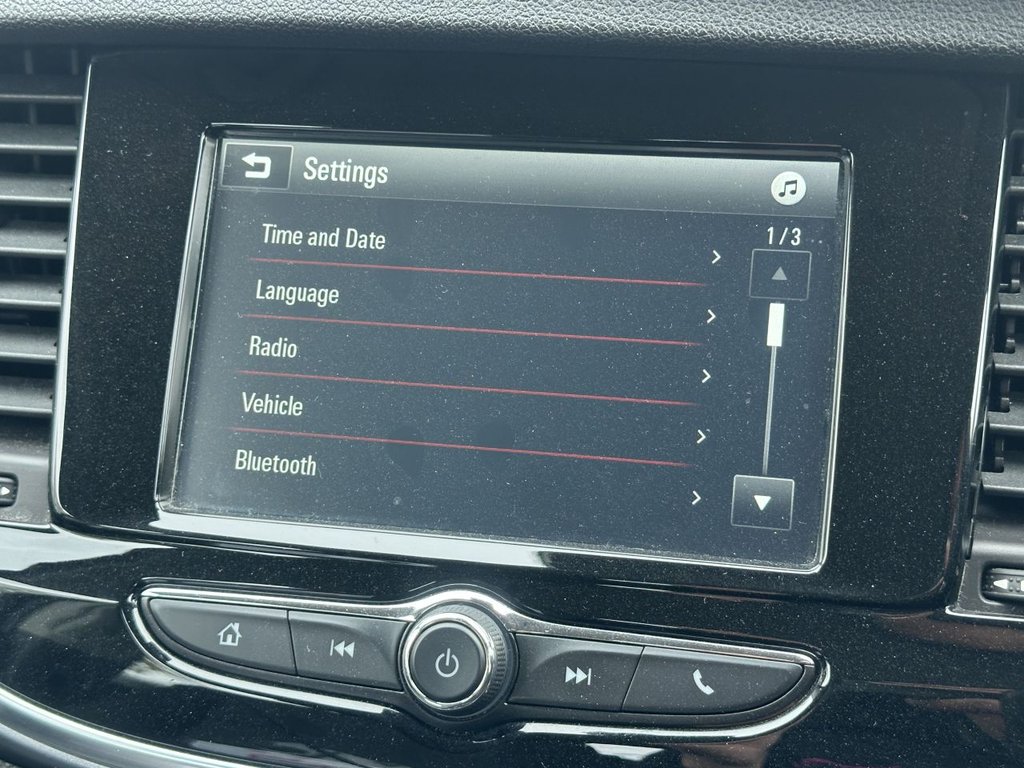 Settings
1/3
Time and Date
Language
Radio
Vehicle
Bluetooth